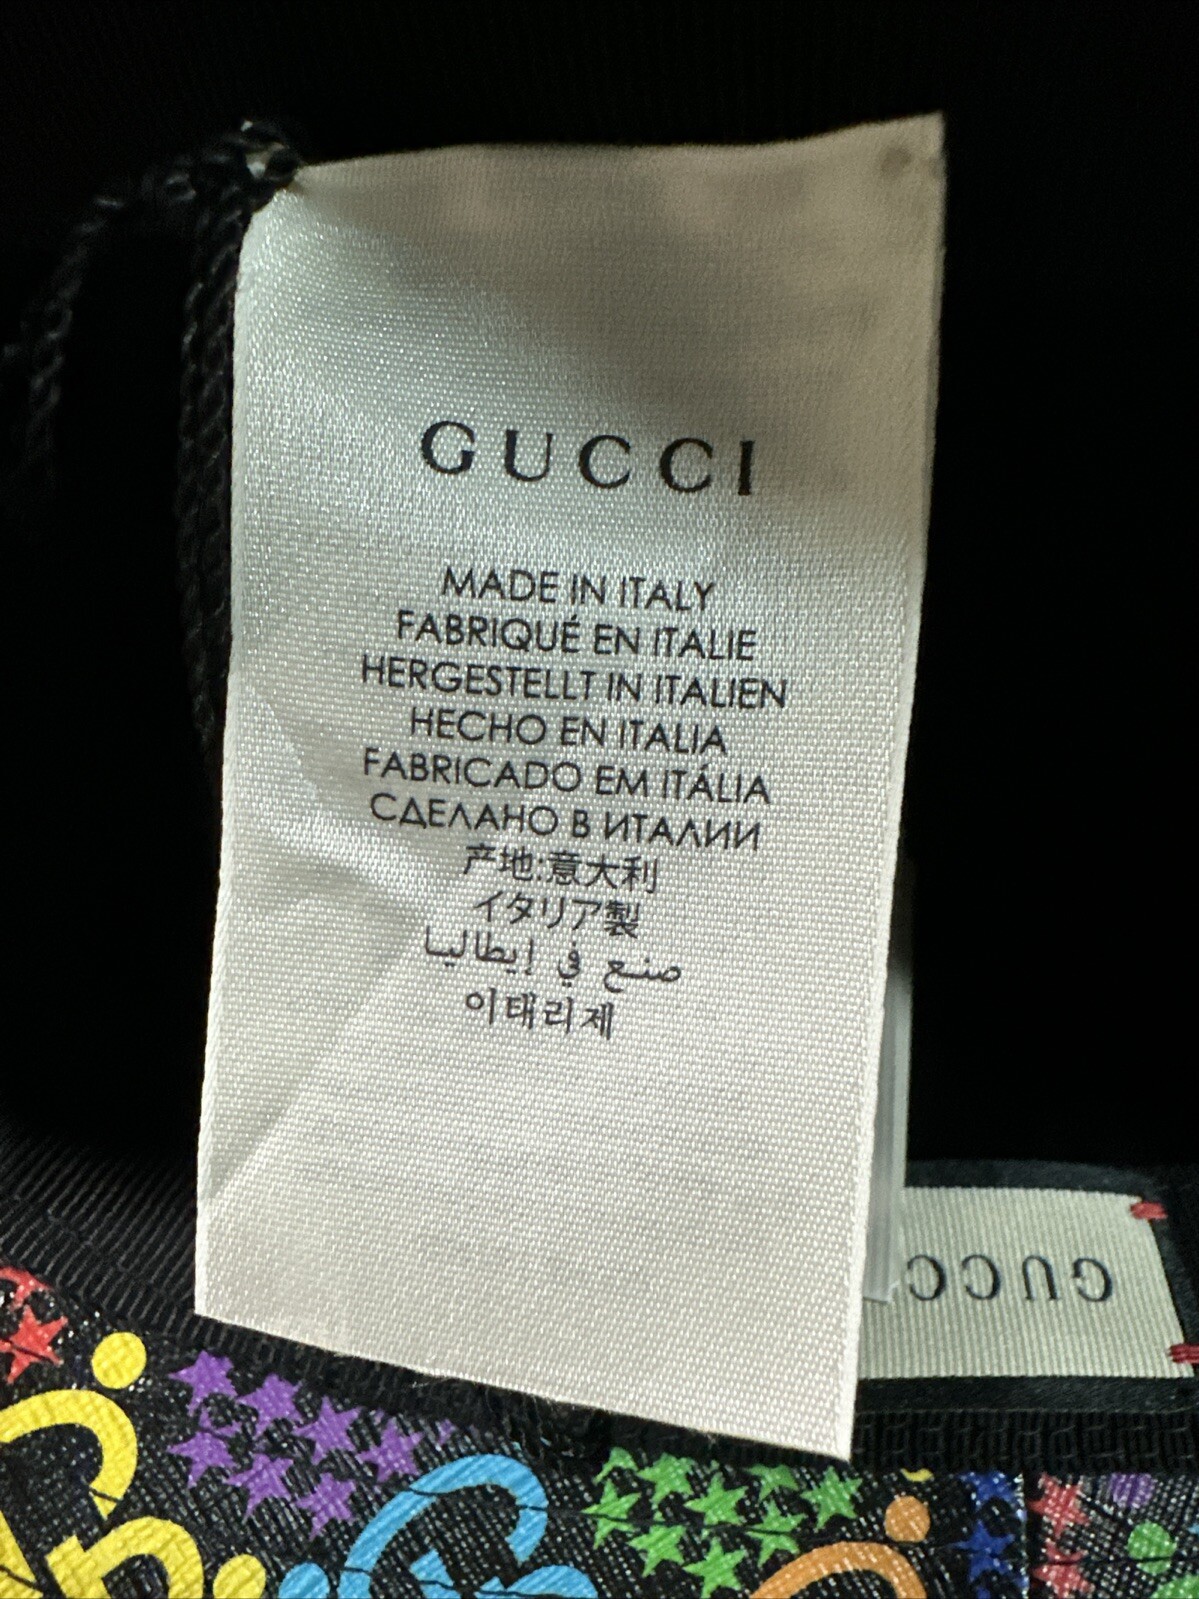 GUCCI
MADE IN ITALY
FABRIQUÉ EN ITALIE
HERGESTELLT IN ITALIEN
HECHO EN ITALIA
FABRICADO EM ITÁLIA
СДЕЛАНО В ИТАЛИИ
产地:意大利
イタリア製
صنع في إيطاليا
이태리제
GUCC